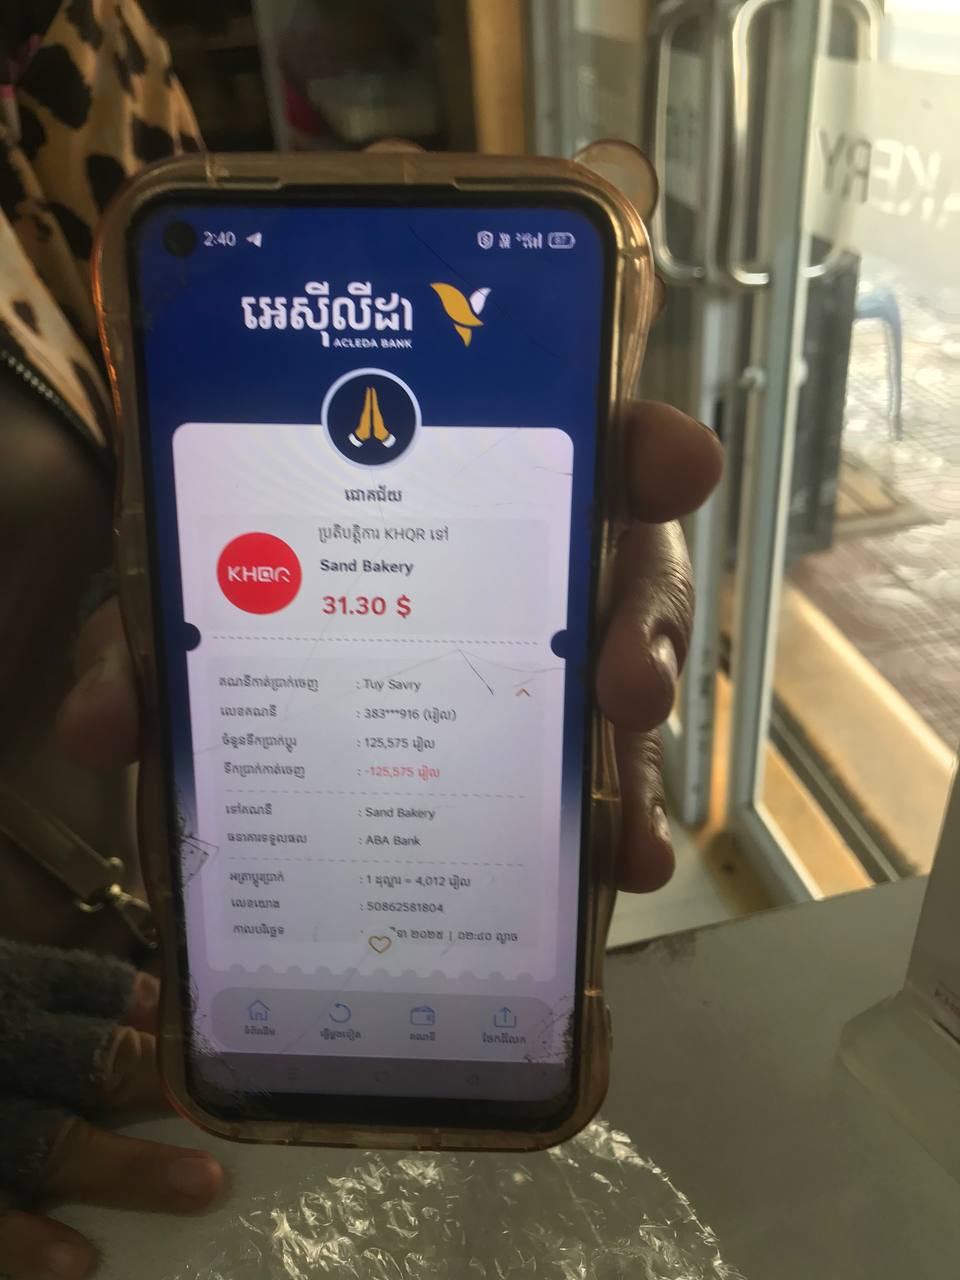 2:40
អេស៊ីលីដា
ACLEDA BANK
ជោគជ័យ
ប្រតិបត្តិការ KHQR ទៅ
KHQR
Sand Bakery
31.30 $
គណនីកាត់ប្រាក់ចេញ : Tuy Savry
លេខគណនី : 383***916 (រៀល)
ចំនួនទឹកប្រាក់ប្តូរ : 125,575 រៀល
ទឹកប្រាក់កាត់ចេញ : -125,575 រៀល
ទៅគណនី : Sand Bakery
ធនាគារទទួលផល : ABA Bank
អត្រាប្តូរប្រាក់ : 1 ដុល្លារ = 4,012 រៀល
លេខយោង : 50862581804
កាលបរិច្ឆេទ : ២០២៥ | ០២:៤០ ល្ងាច
ទំព័រដើម
ធ្វើម្តងទៀត
គណនី
ចែករំលែក